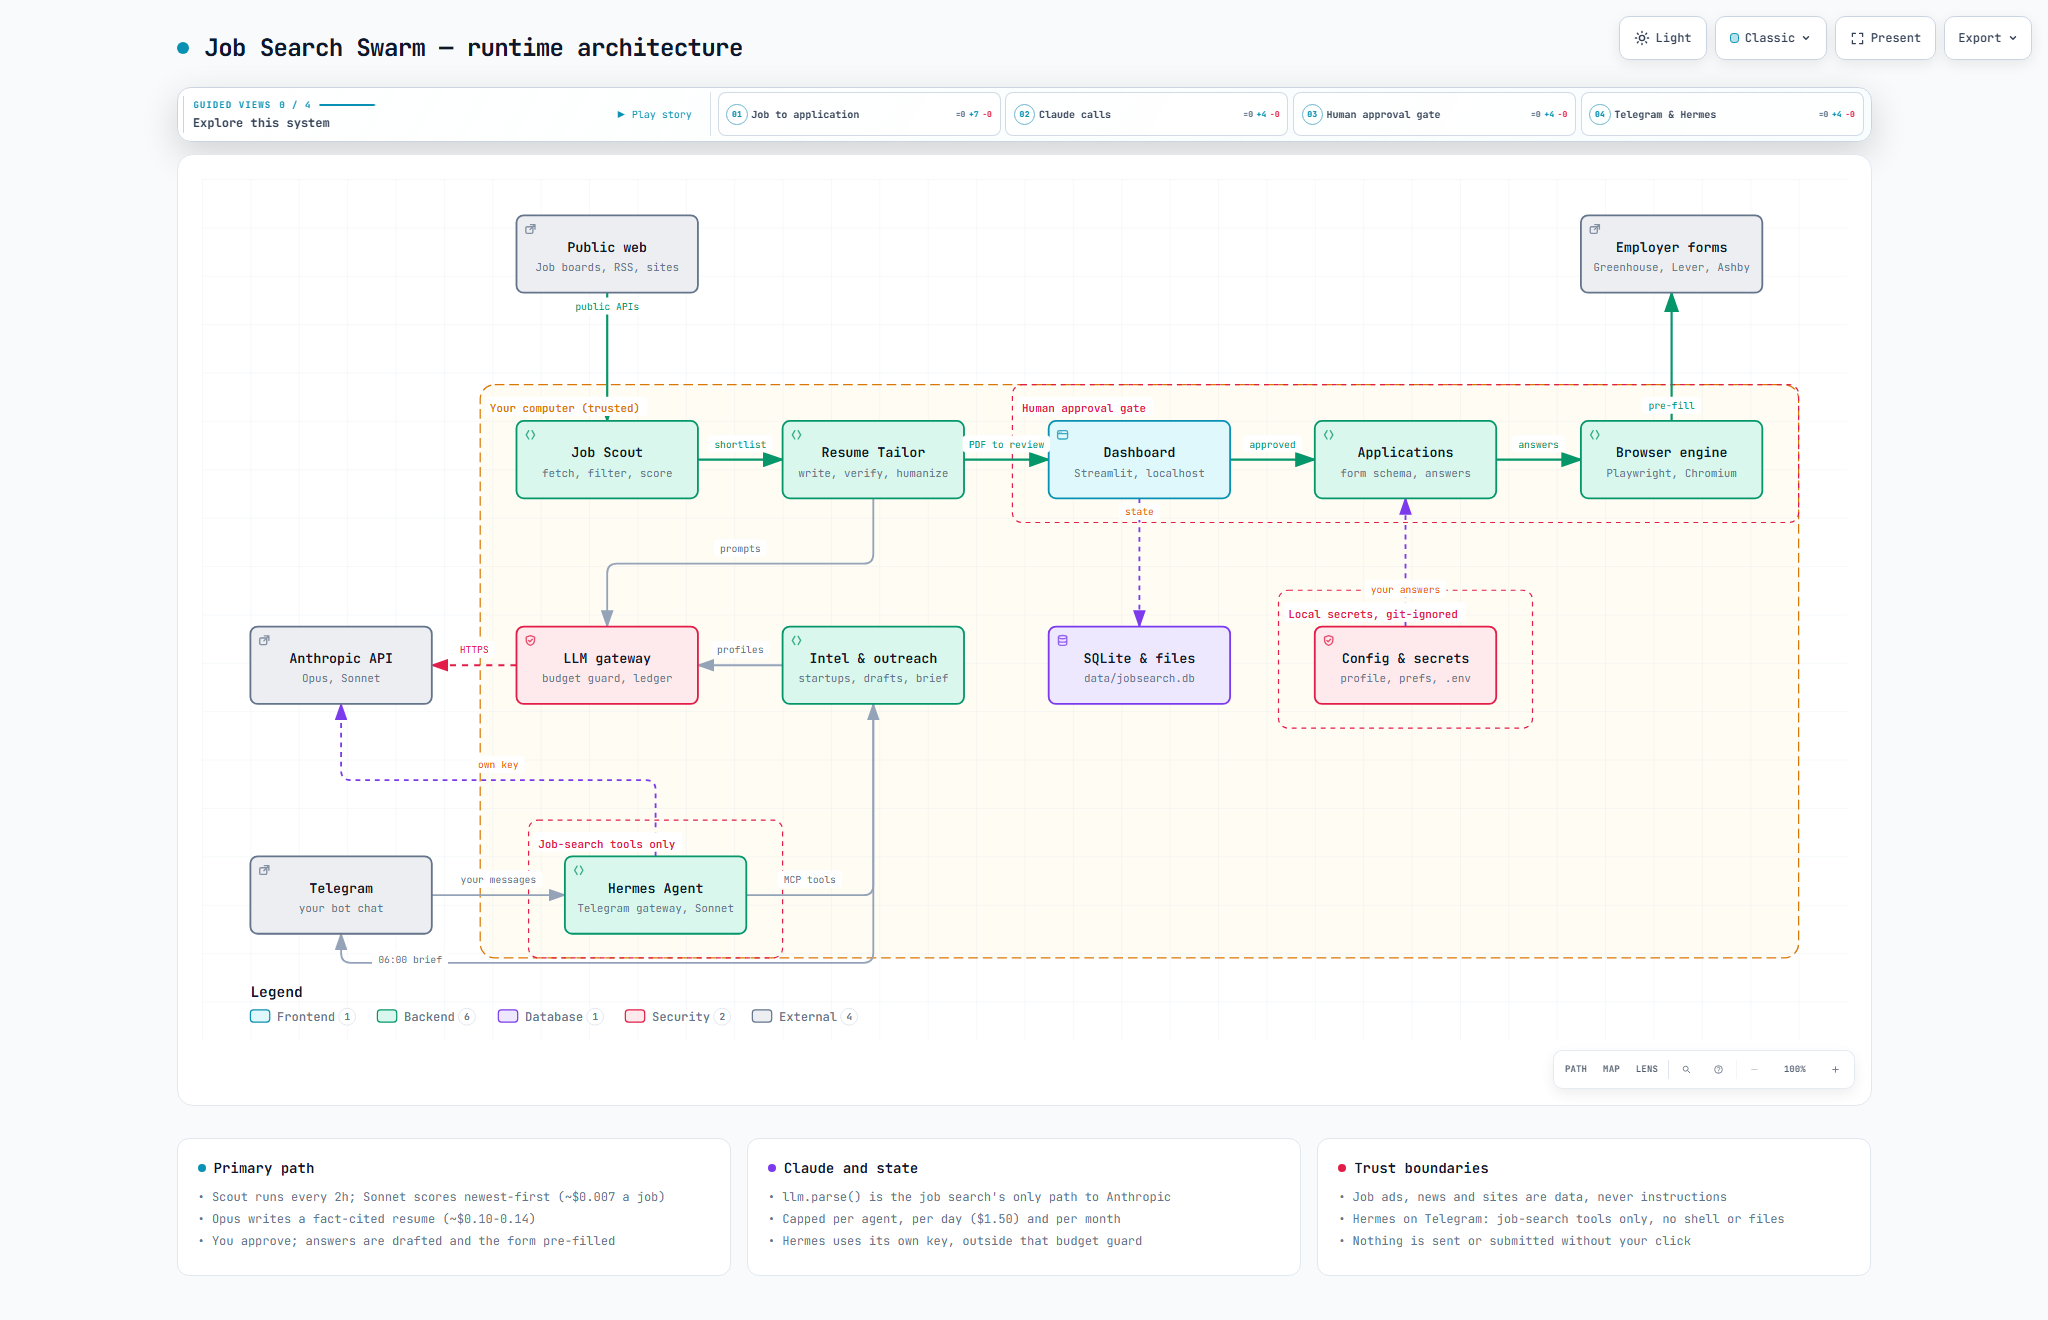 Job Search Swarm — runtime architecture
Light
Classic
Present
Export
GUIDED VIEWS 0 / 4
Explore this system
▶ Play story
01 Job to application =0 +7 -0
02 Claude calls =0 +4 -0
03 Human approval gate =0 +4 -0
04 Telegram & Hermes =0 +4 -0
Public web
Job boards, RSS, sites
Employer forms
Greenhouse, Lever, Ashby
public APIs
Your computer (trusted)
Human approval gate
pre-fill
Job Scout
fetch, filter, score
shortlist
Resume Tailor
write, verify, humanize
PDF to review
Dashboard
Streamlit, localhost
approved
Applications
form schema, answers
answers
Browser engine
Playwright, Chromium
state
prompts
your answers
Local secrets, git-ignored
Anthropic API
Opus, Sonnet
HTTPS
LLM gateway
budget guard, ledger
profiles
Intel & outreach
startups, drafts, brief
SQLite & files
data/jobsearch.db
Config & secrets
profile, prefs, .env
own key
Job-search tools only
Telegram
your bot chat
your messages
Hermes Agent
Telegram gateway, Sonnet
MCP tools
06:00 brief
Legend
Frontend 1
Backend 6
Database 1
Security 2
External 4
PATH MAP LENS
− 100% +
Primary path
• Scout runs every 2h; Sonnet scores newest-first (~$0.007 a job)
• Opus writes a fact-cited resume (~$0.10-0.14)
• You approve; answers are drafted and the form pre-filled
Claude and state
• llm.parse() is the job search's only path to Anthropic
• Capped per agent, per day ($1.50) and per month
• Hermes uses its own key, outside that budget guard
Trust boundaries
• Job ads, news and sites are data, never instructions
• Hermes on Telegram: job-search tools only, no shell or files
• Nothing is sent or submitted without your click